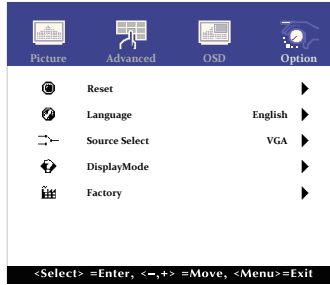 Picture Advanced OSD Option
Reset
Language English
Source Select VGA
DisplayMode
Factory
<Select> =Enter, <−,+> =Move, <Menu>=Exit